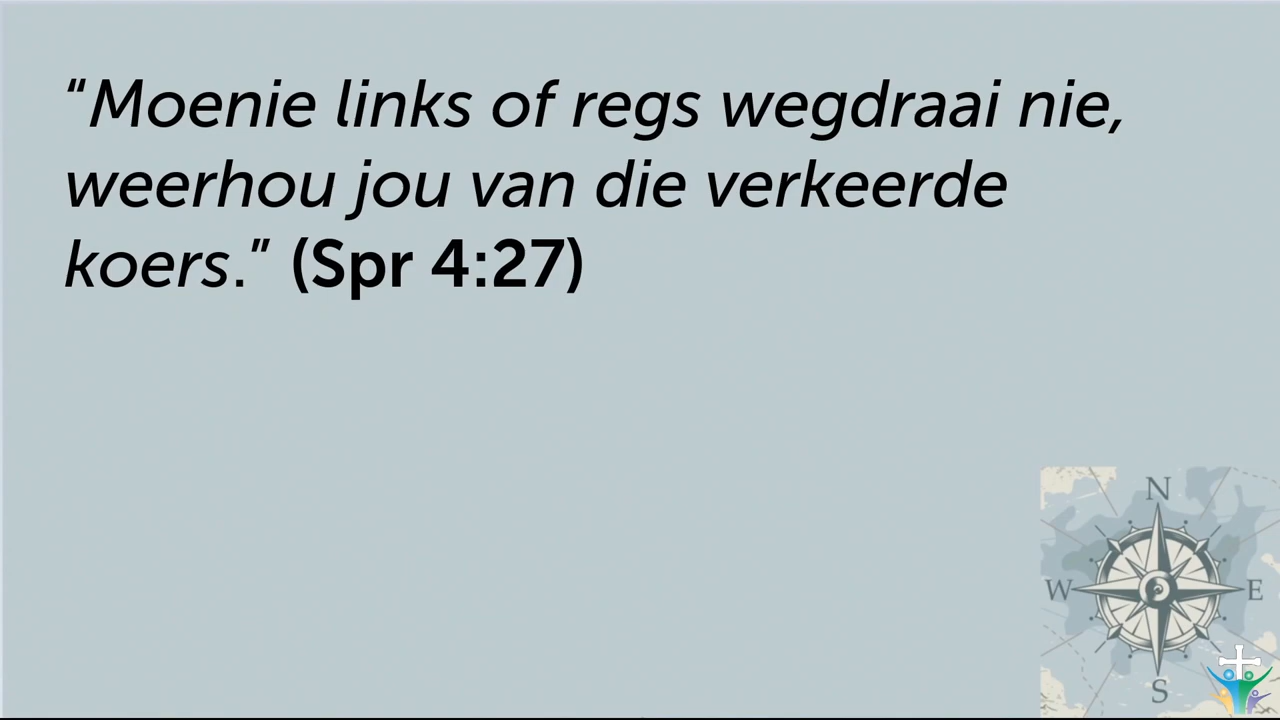 “Moenie links of regs wegdraai nie,
weerhou jou van die verkeerde
koers.” (Spr 4:27)
N
W E
S